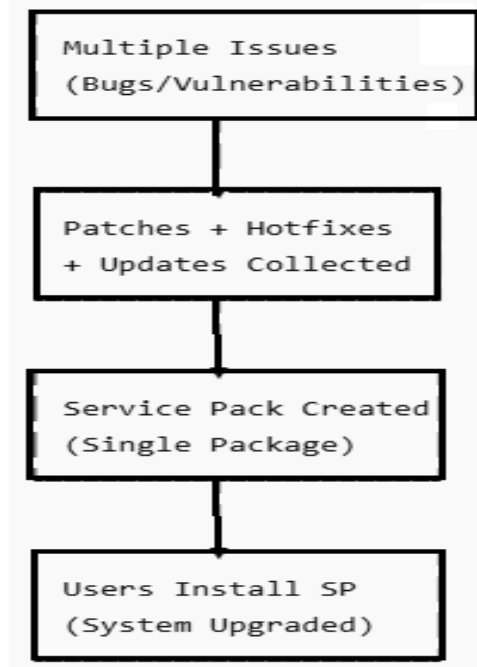 Multiple Issues
(Bugs/Vulnerabilities)
Patches + Hotfixes
+ Updates Collected
Service Pack Created
(Single Package)
Users Install SP
(System Upgraded)